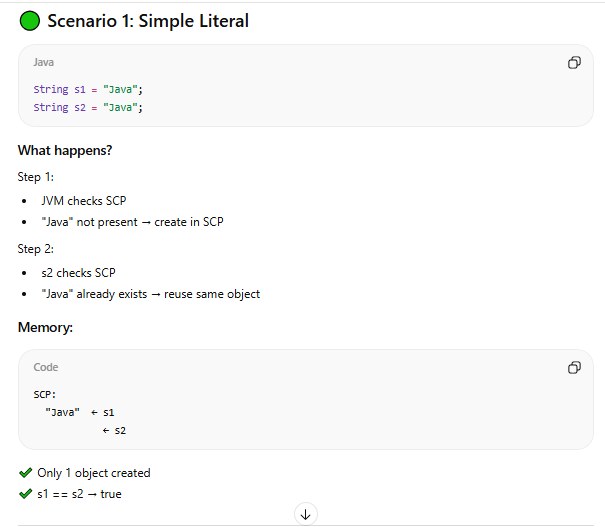 Scenario 1: Simple Literal
Java
String s1 = "Java";
String s2 = "Java";
What happens?
Step 1:
• JVM checks SCP
• "Java" not present → create in SCP
Step 2:
• s2 checks SCP
• "Java" already exists → reuse same object
Memory:
Code
SCP:
"Java" ← s1
← s2
✔ Only 1 object created
✔ s1 == s2 → true